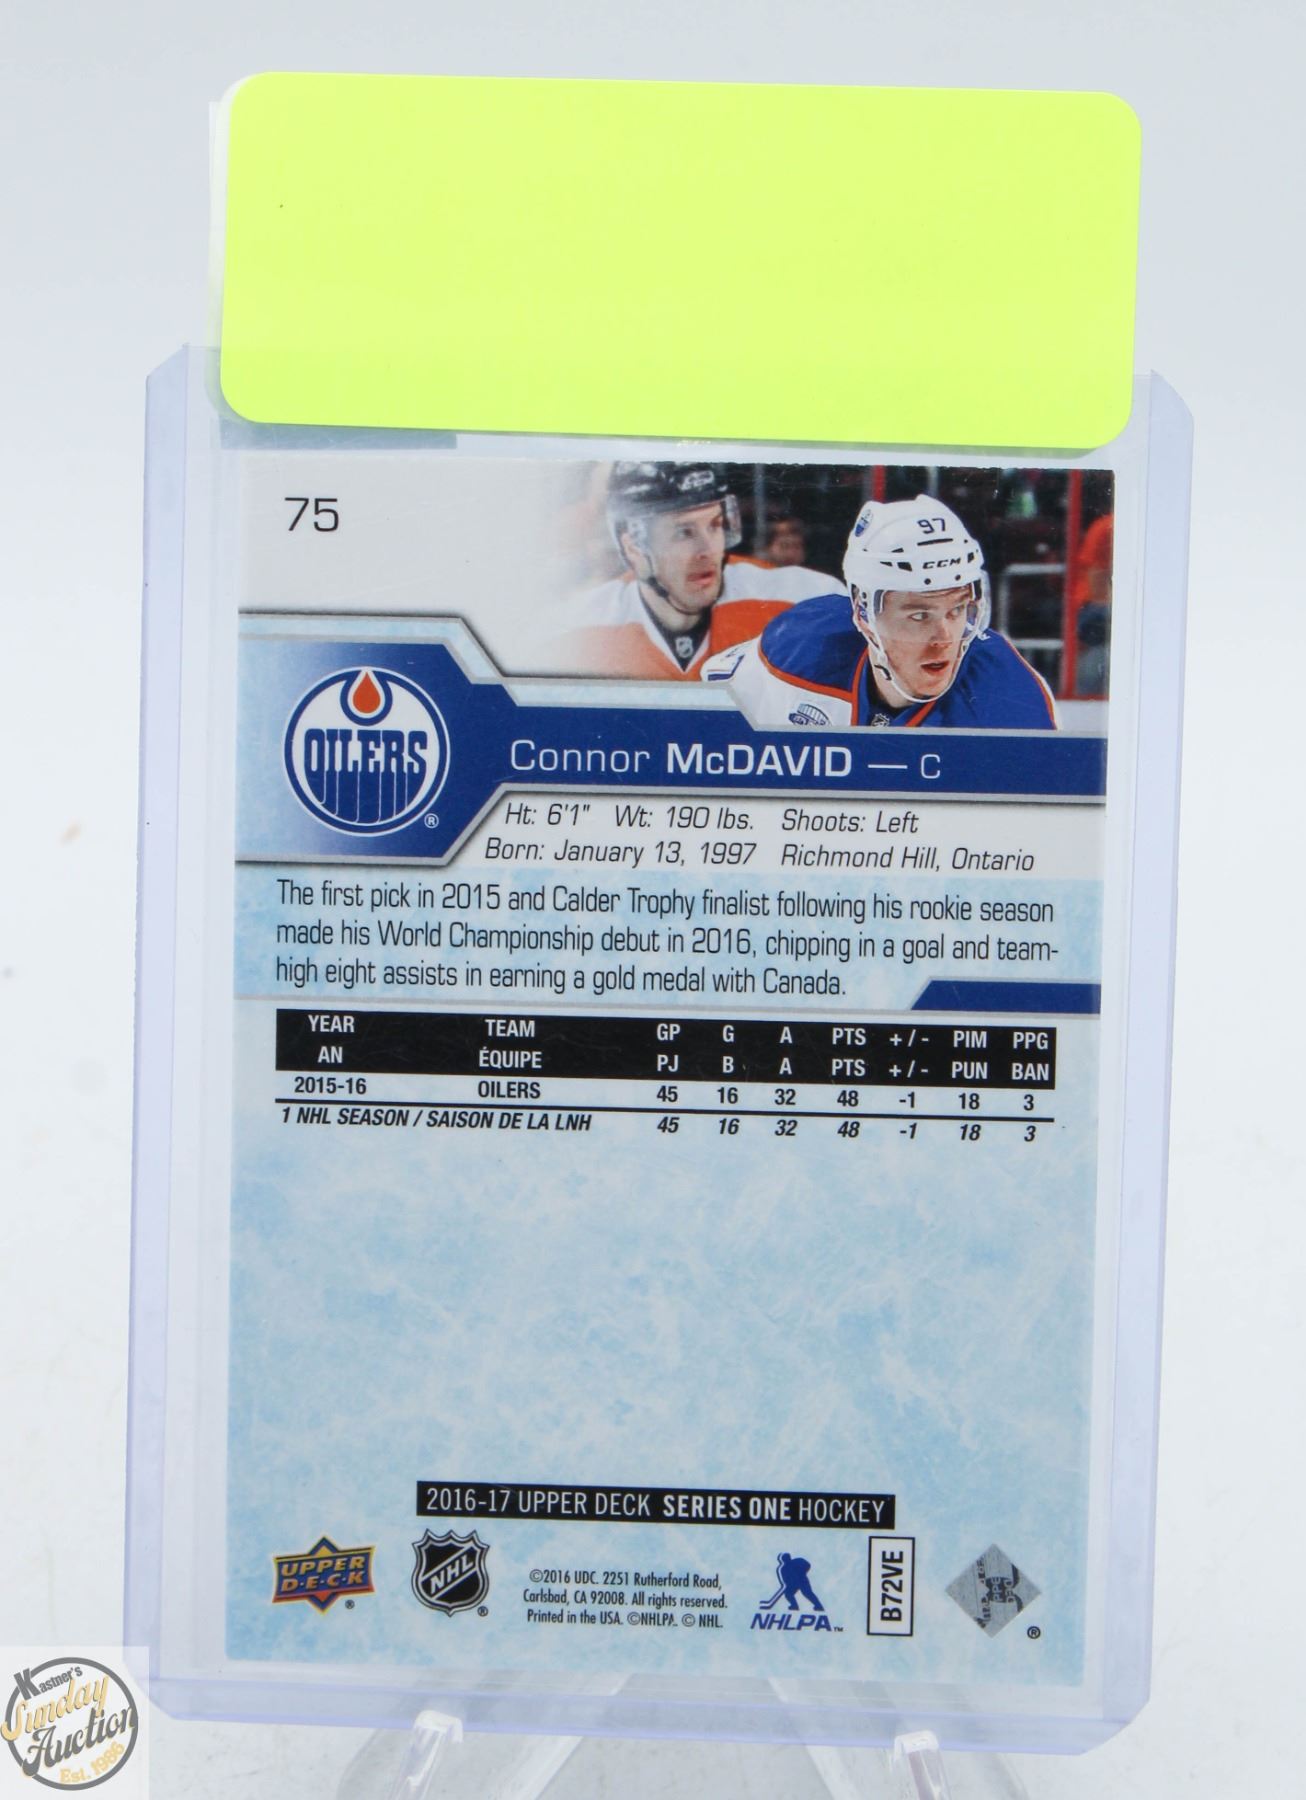 75
97
CCM
OILERS
®
Connor McDAVID — C
Ht: 6'1" Wt: 190 lbs. Shoots: Left
Born: January 13, 1997 Richmond Hill, Ontario
The first pick in 2015 and Calder Trophy finalist following his rookie season
made his World Championship debut in 2016, chipping in a goal and team-
high eight assists in earning a gold medal with Canada.
YEAR TEAM GP G A PTS +/- PIM PPG
AN ÉQUIPE PJ B A PTS +/- PUN BAN
2015-16 OILERS 45 16 32 48 -1 18 3
1 NHL SEASON / SAISON DE LA LNH 45 16 32 48 -1 18 3
2016-17 UPPER DECK SERIES ONE HOCKEY
UPPER
D·E·C·K
®
NHL
®
©2016 UDC. 2251 Rutherford Road,
Carlsbad, CA 92008. All rights reserved.
Printed in the USA. ©NHLPA. © NHL.
NHLPA™
B72VE
®
Kastner's
Sunday
Auction
Est. 1986